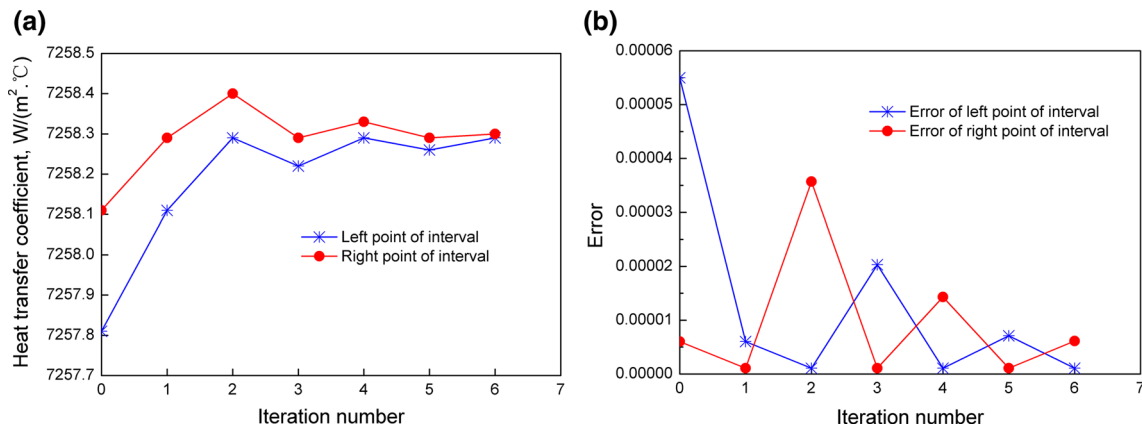 (a)
7258.5
7258.4
7258.3
7258.2
7258.1
7258.0
7257.9
7257.8
7257.7
Heat transfer coefficient, W/(m².℃)
Left point of interval
Right point of interval
0 1 2 3 4 5 6 7
Iteration number
(b)
0.00006
0.00005
0.00004
0.00003
0.00002
0.00001
0.00000
Error
Error of left point of interval
Error of right point of interval
0 1 2 3 4 5 6 7
Iteration number